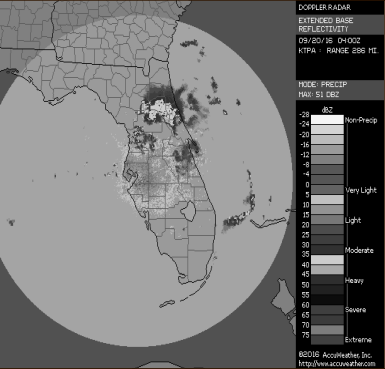 DOPPLER RADAR
EXTENDED BASE
REFLECTIVITY
09/20/16 04:00Z
KTPA : RANGE 286 MI.
MODE: PRECIP
MAX: 51 DBZ
dBZ
-28 Non-Precip
-24
-20
-16
-12
-8
-4
0 Very Light
5
10
15 Light
20
25
30 Moderate
35
40
45 Heavy
50
55
60 Severe
65
70
75 Extreme
©2016 AccuWeather, Inc.
http://www.accuweather.com